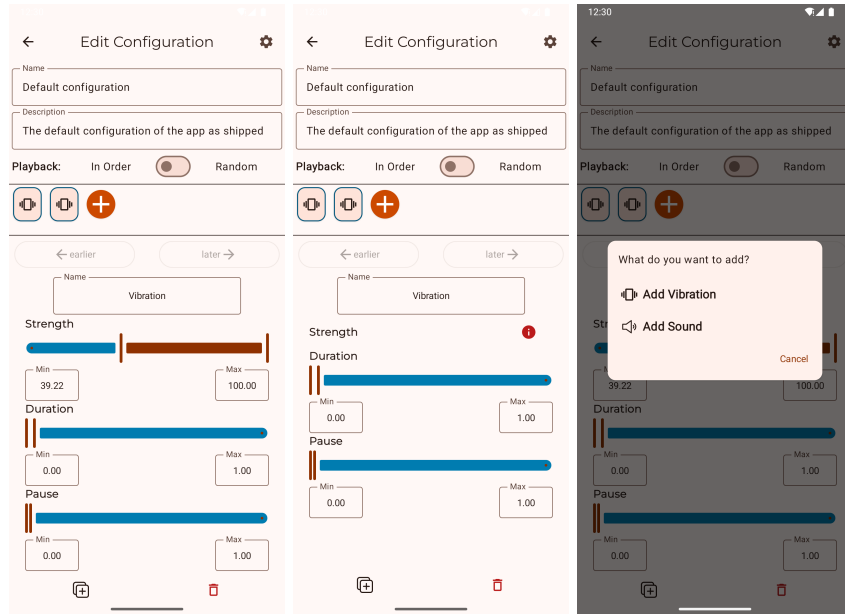 Edit Configuration
Name
Default configuration
Description
The default configuration of the app as shipped
Playback: In Order Random
earlier later
Name
Vibration
Strength
Min Max
39.22 100.00
Duration
Min Max
0.00 1.00
Pause
Min Max
0.00 1.00
Edit Configuration
Name
Default configuration
Description
The default configuration of the app as shipped
Playback: In Order Random
earlier later
Name
Vibration
Strength
Duration
Min Max
0.00 1.00
Pause
Min Max
0.00 1.00
12:30
Edit Configuration
Name
Default configuration
Description
The default configuration of the app as shipped
Playback: In Order Random
What do you want to add?
Add Vibration
Add Sound
Cancel
Str
Min Max
39.22 100.00
Duration
Min Max
0.00 1.00
Pause
Min Max
0.00 1.00